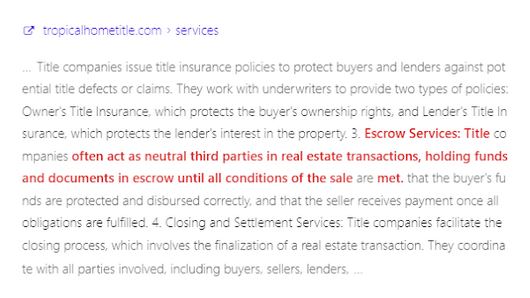 tropicalhometitle.com › services
... Title companies issue title insurance policies to protect buyers and lenders against pot
ential title defects or claims. They work with underwriters to provide two types of policies:
Owner's Title Insurance, which protects the buyer's ownership rights, and Lender's Title In
surance, which protects the lender's interest in the property. 3. Escrow Services: Title co
mpanies often act as neutral third parties in real estate transactions, holding funds
and documents in escrow until all conditions of the sale are met. that the buyer's fu
nds are protected and disbursed correctly, and that the seller receives payment once all
obligations are fulfilled. 4. Closing and Settlement Services: Title companies facilitate the
closing process, which involves the finalization of a real estate transaction. They coordina
te with all parties involved, including buyers, sellers, lenders, ...